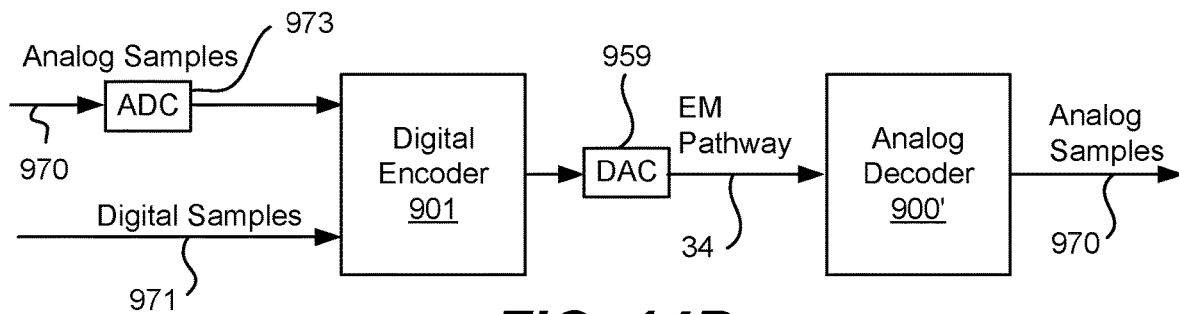 973
Analog Samples
ADC
970
Digital Samples
971
Digital
Encoder
901
959
DAC
EM
Pathway
34
Analog
Decoder
900'
Analog
Samples
970